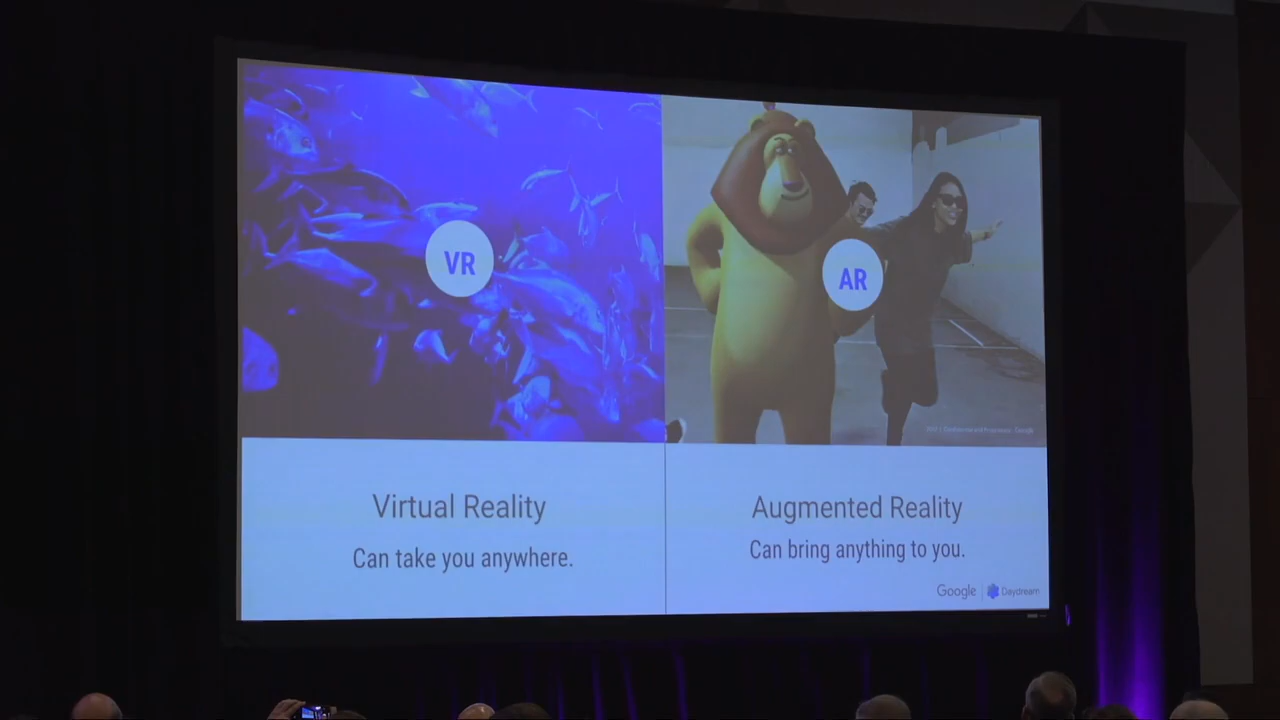 VR
AR
Virtual Reality
Can take you anywhere.
Augmented Reality
Can bring anything to you.
Google | Daydream